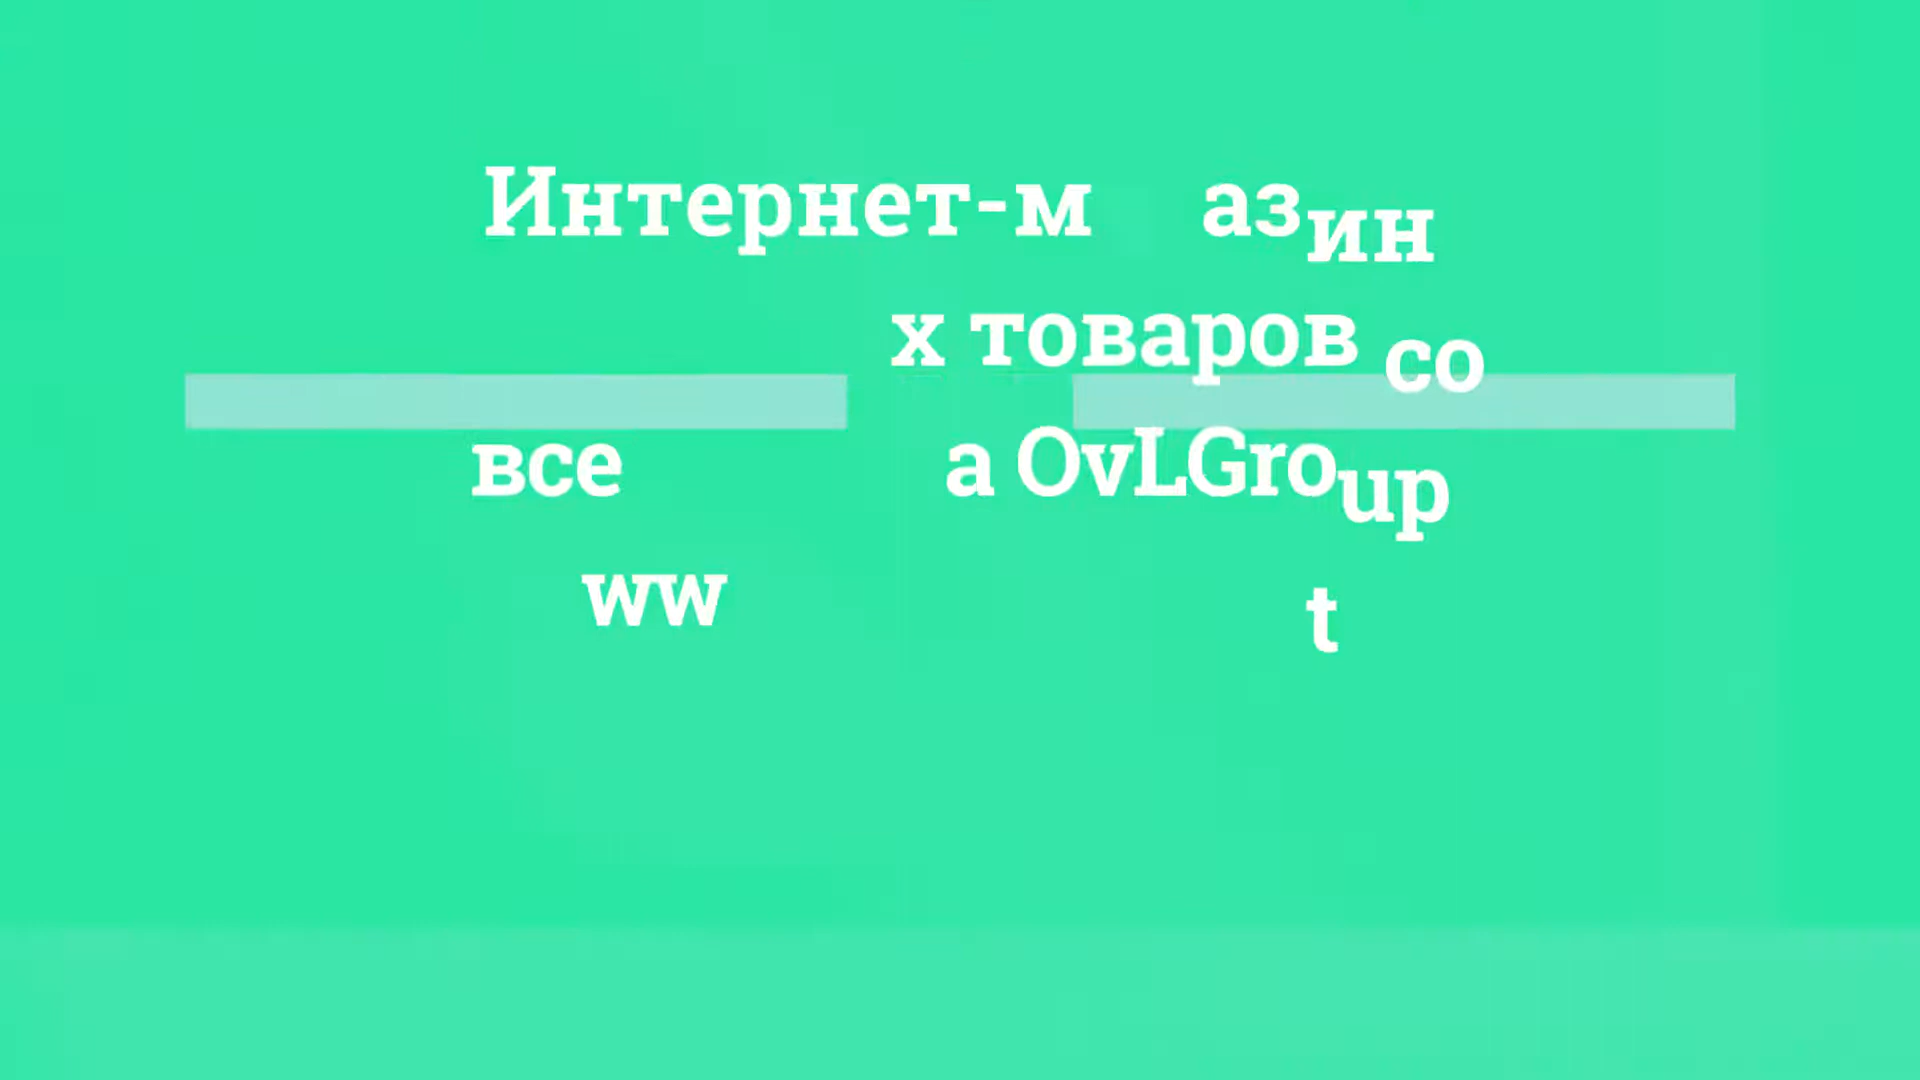 Интернет-м азин
х товаров со
все а OvLGroup
ww t